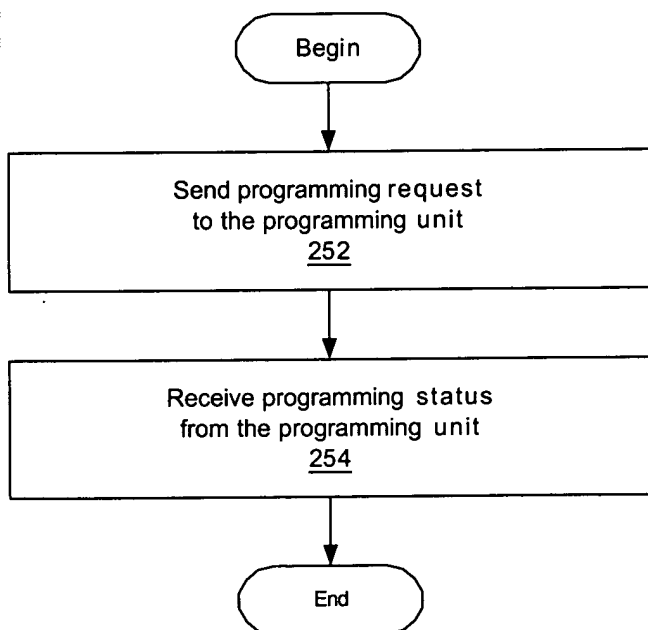 Begin
Send programming request
to the programming unit
252
Receive programming status
from the programming unit
254
End